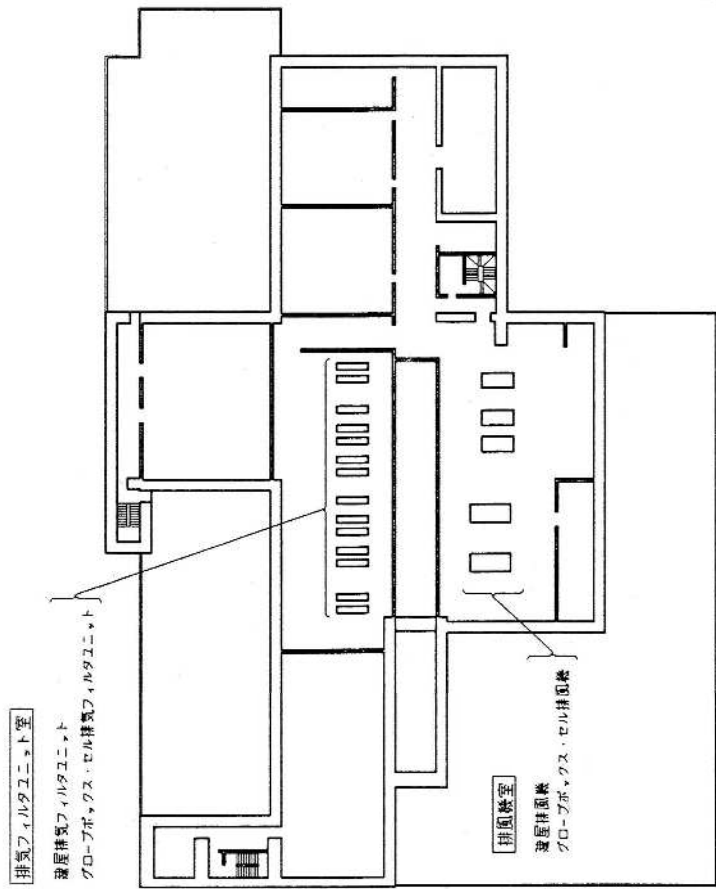 排気フィルタユニット室
建屋排気フィルタユニット
グローブボックス・セル排気フィルタユニット
排風機室
建屋排風機
グローブボックス・セル排風機